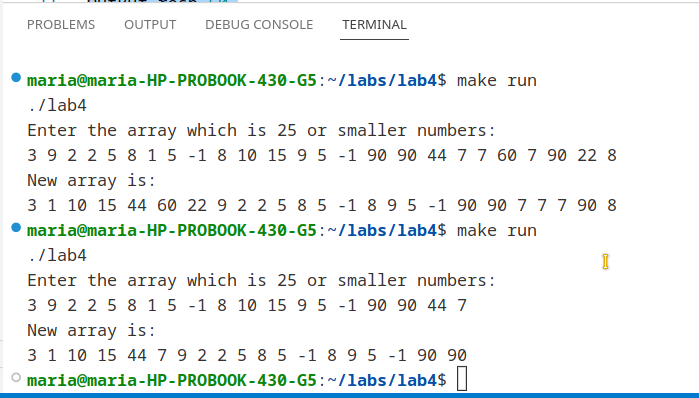 PROBLEMS OUTPUT DEBUG CONSOLE TERMINAL
maria@maria-HP-PROBOOK-430-G5:~/labs/lab4$ make run
./lab4
Enter the array which is 25 or smaller numbers:
3 9 2 2 5 8 1 5 -1 8 10 15 9 5 -1 90 90 44 7 7 60 7 90 22 8
New array is:
3 1 10 15 44 60 22 9 2 2 5 8 5 -1 8 9 5 -1 90 90 7 7 7 90 8
maria@maria-HP-PROBOOK-430-G5:~/labs/lab4$ make run
./lab4
Enter the array which is 25 or smaller numbers:
3 9 2 2 5 8 1 5 -1 8 10 15 9 5 -1 90 90 44 7
New array is:
3 1 10 15 44 7 9 2 2 5 8 5 -1 8 9 5 -1 90 90
maria@maria-HP-PROBOOK-430-G5:~/labs/lab4$